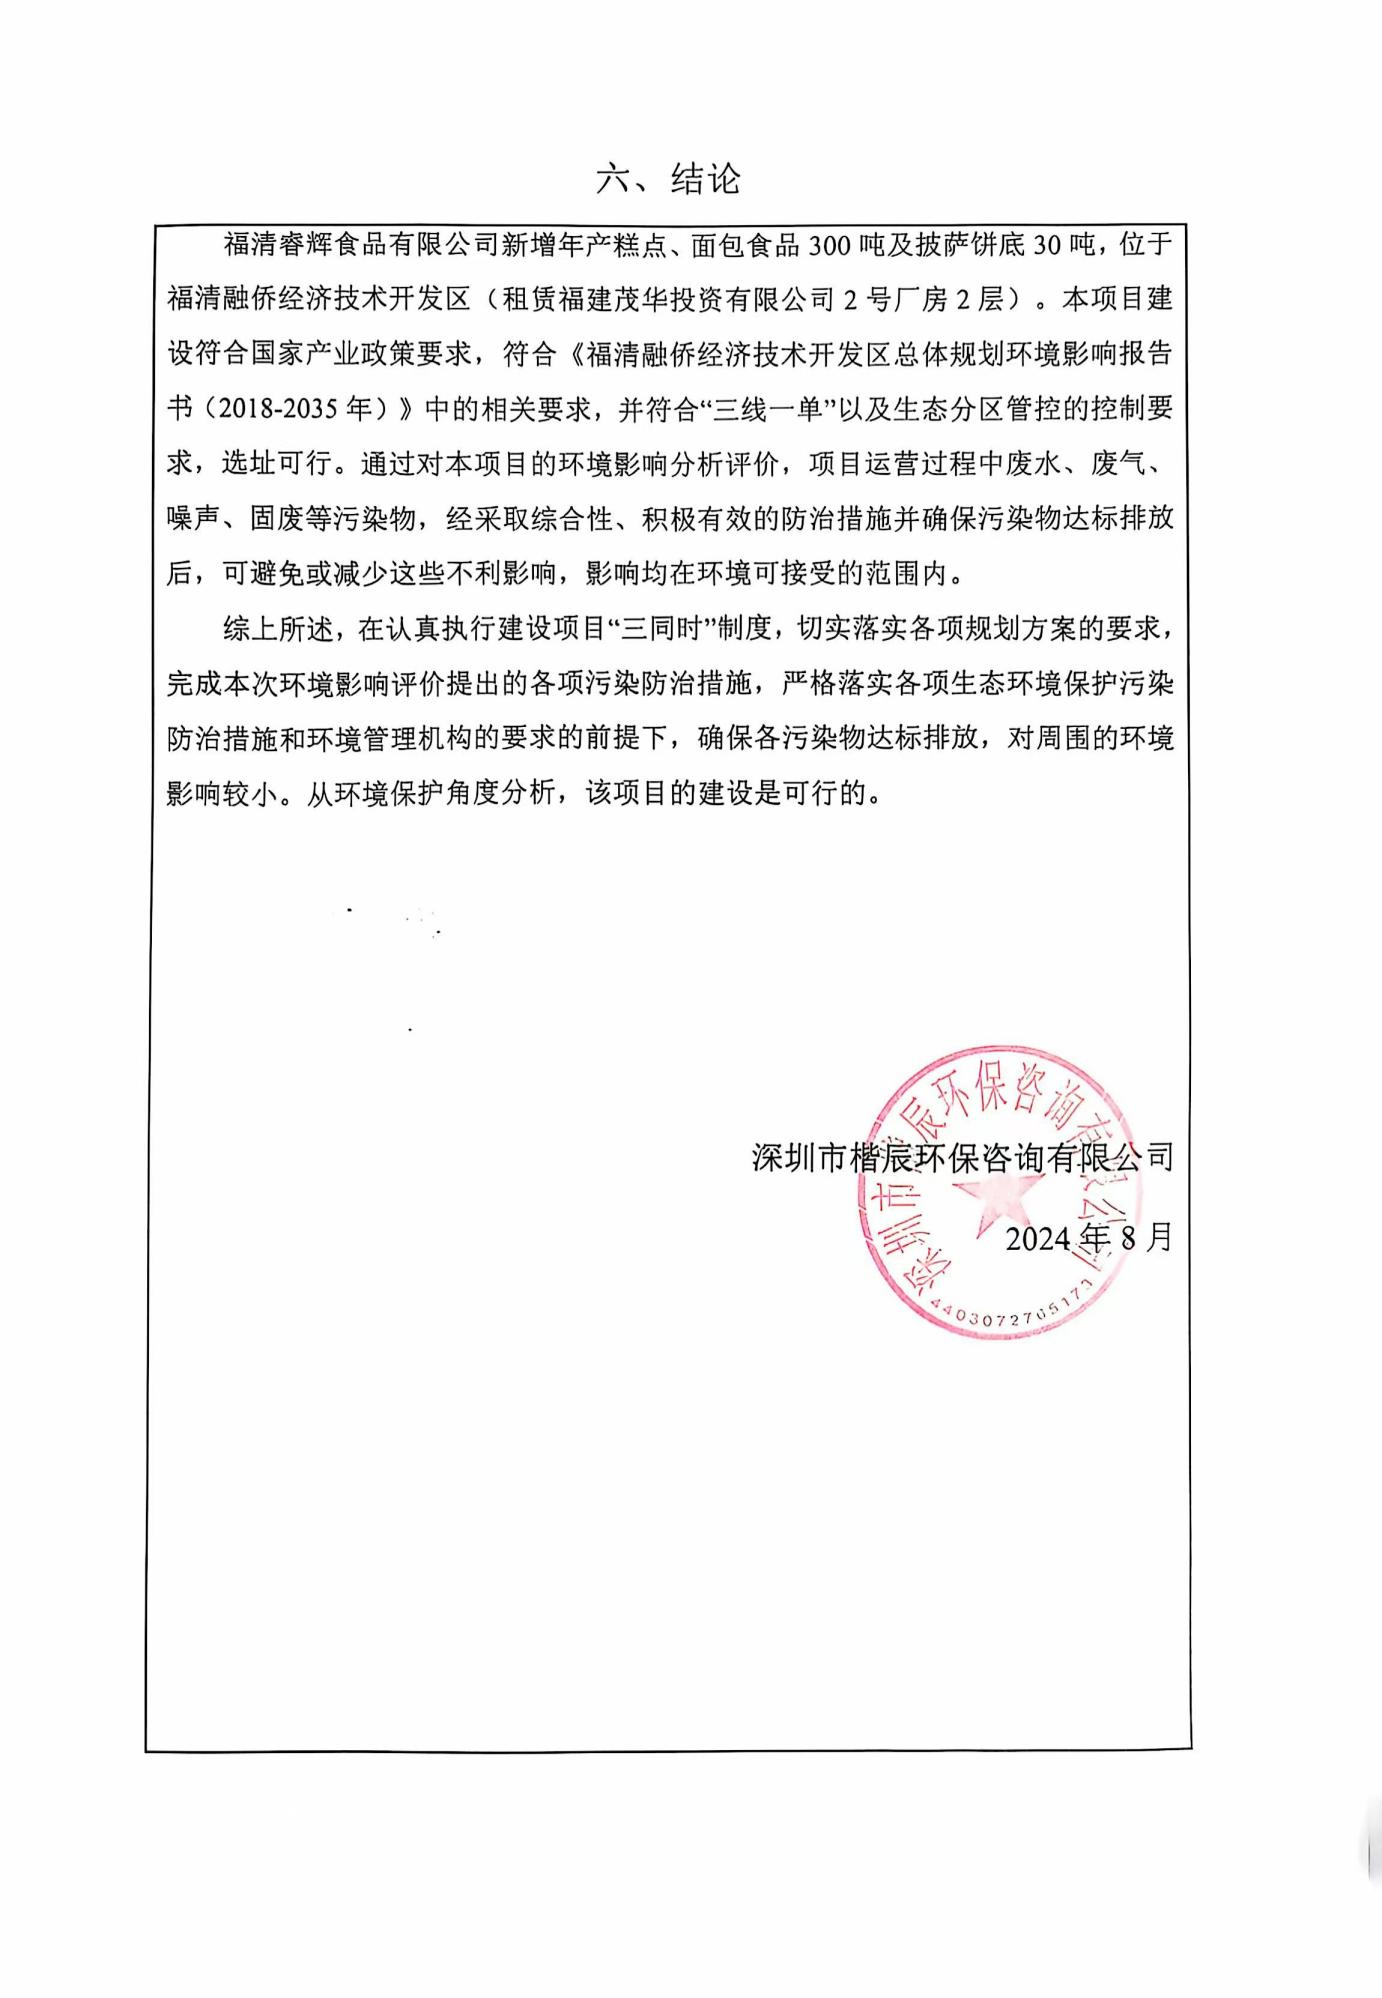 六、结论
福清睿辉食品有限公司新增年产糕点、面包食品 300 吨及披萨饼底 30 吨，位于
福清融侨经济技术开发区（租赁福建茂华投资有限公司 2 号厂房 2 层）。本项目建
设符合国家产业政策要求，符合《福清融侨经济技术开发区总体规划环境影响报告
书（2018-2035 年）》中的相关要求，并符合“三线一单”以及生态分区管控的控制要
求，选址可行。通过对本项目的环境影响分析评价，项目运营过程中废水、废气、
噪声、固废等污染物，经采取综合性、积极有效的防治措施并确保污染物达标排放
后，可避免或减少这些不利影响，影响均在环境可接受的范围内。
综上所述，在认真执行建设项目“三同时”制度，切实落实各项规划方案的要求，
完成本次环境影响评价提出的各项污染防治措施，严格落实各项生态环境保护污染
防治措施和环境管理机构的要求的前提下，确保各污染物达标排放，对周围的环境
影响较小。从环境保护角度分析，该项目的建设是可行的。
深圳市楷辰环保咨询有限公司
2024 年 8 月
深圳市楷辰环保咨询有限公司
4403072765173